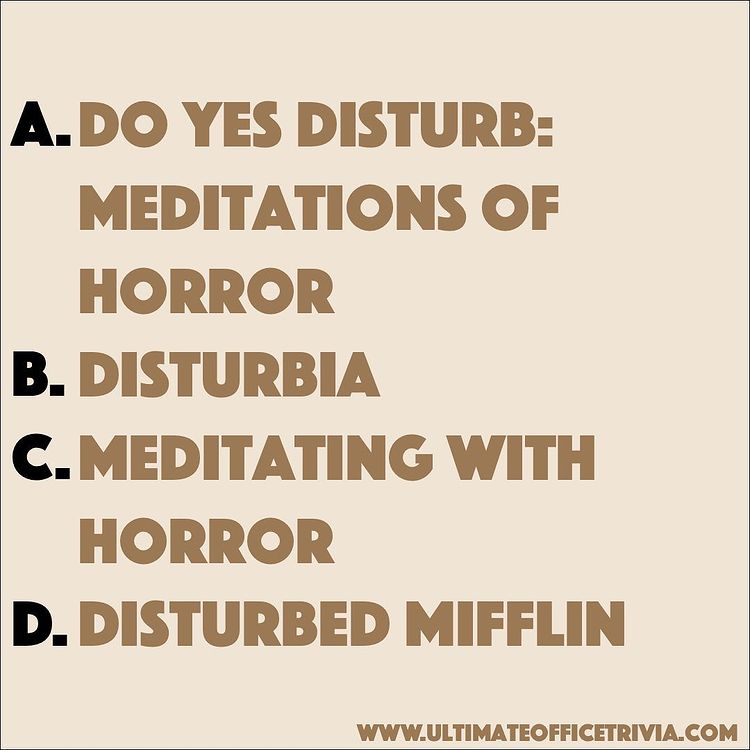 A. DO YES DISTURB:
MEDITATIONS OF
HORROR
B. DISTURBIA
C. MEDITATING WITH
HORROR
D. DISTURBED MIFFLIN
WWW.ULTIMATEOFFICETRIVIA.COM